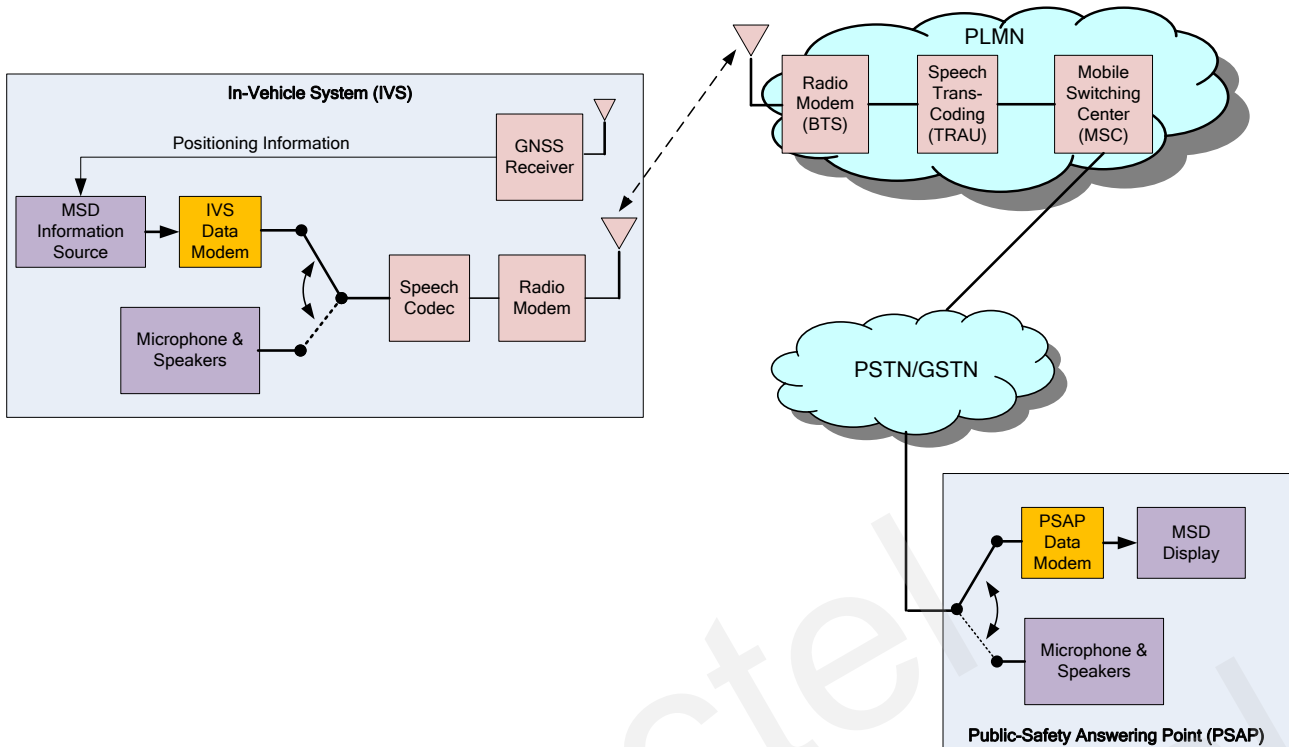 PLMN
Radio
Modem
(BTS)
Speech
Trans-
Coding
(TRAU)
Mobile
Switching
Center
(MSC)
In-Vehicle System (IVS)
Positioning Information
GNSS
Receiver
MSD
Information
Source
IVS
Data
Modem
Speech
Codec
Radio
Modem
Microphone &
Speakers
PSTN/GSTN
PSAP
Data
Modem
MSD
Display
Microphone &
Speakers
Public-Safety Answering Point (PSAP)